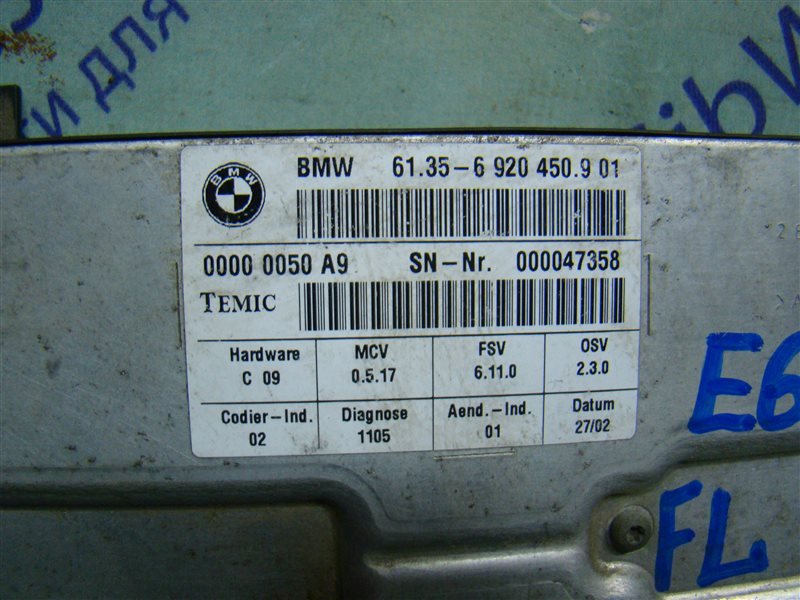 и для
BMW 61.35-6 920 450.9 01
BMW
0000 0050 A9 SN-Nr. 000047358
TEMIC
Hardware MCV FSV OSV
C 09 0.5.17 6.11.0 2.3.0
Codier-Ind. Diagnose Aend.-Ind. Datum
02 1105 01 27/02
E6
FL